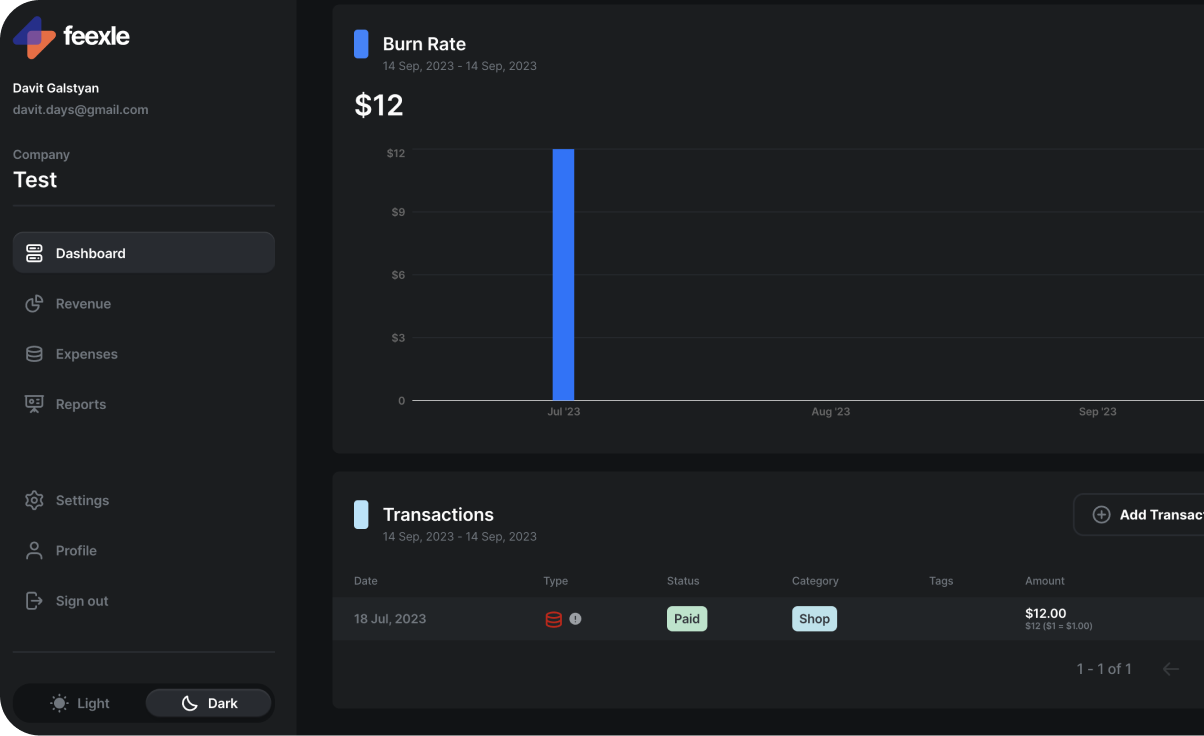 feexle
Davit Galstyan
davit.days@gmail.com
Company
Test
Dashboard
Revenue
Expenses
Reports
Settings
Profile
Sign out
Light
Dark
Burn Rate
14 Sep, 2023 - 14 Sep, 2023
$12
$12
$9
$6
$3
0
Jul '23 Aug '23 Sep '23
Transactions
14 Sep, 2023 - 14 Sep, 2023
Add Transac
Date Type Status Category Tags Amount
18 Jul, 2023 Paid Shop $12.00
$12 ($1 = $1.00)
1 - 1 of 1